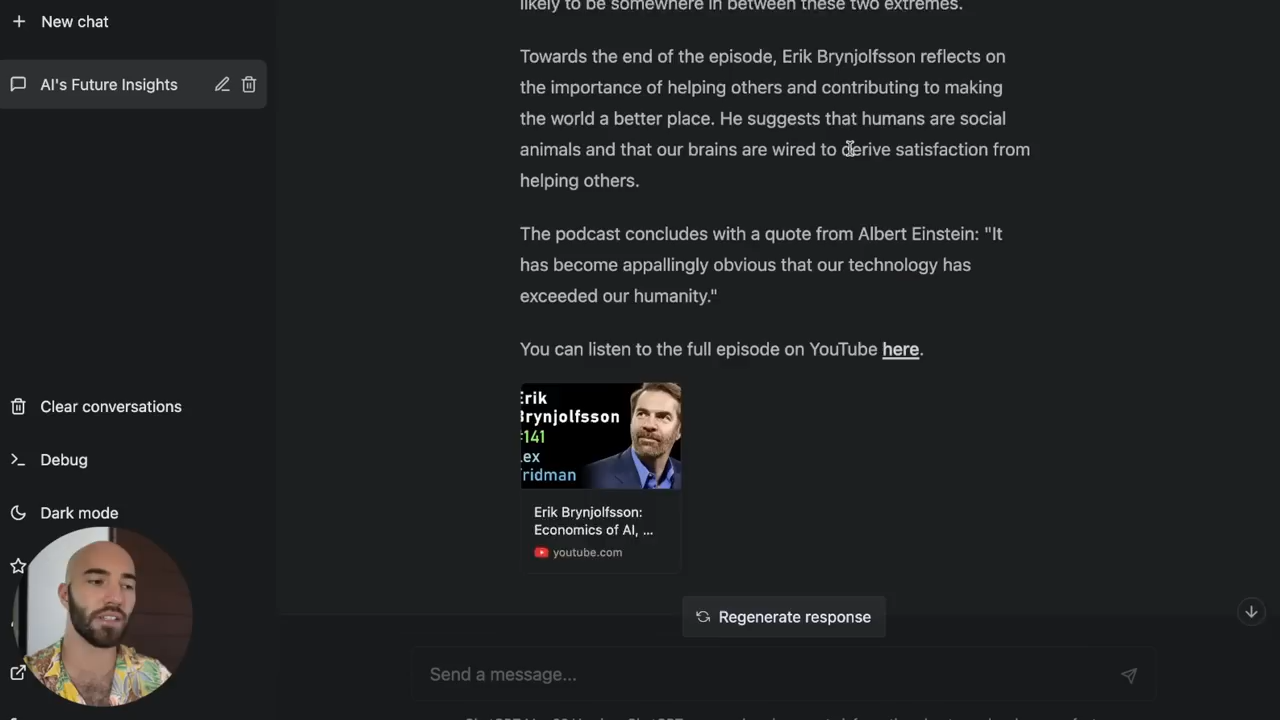 New chat
AI's Future Insights
Clear conversations
Debug
Dark mode
likely to be somewhere in between these two extremes.
Towards the end of the episode, Erik Brynjolfsson reflects on
the importance of helping others and contributing to making
the world a better place. He suggests that humans are social
animals and that our brains are wired to derive satisfaction from
helping others.
The podcast concludes with a quote from Albert Einstein: "It
has become appallingly obvious that our technology has
exceeded our humanity."
You can listen to the full episode on YouTube here.
Erik
Brynjolfsson
#141
Lex
Fridman
Erik Brynjolfsson:
Economics of AI, ...
youtube.com
Regenerate response
Send a message...